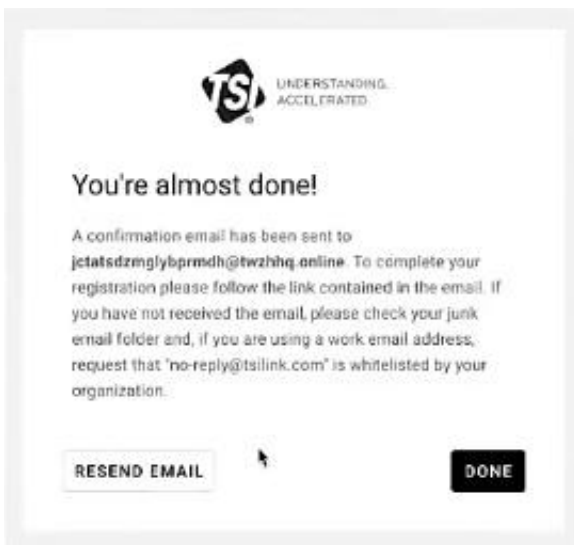 TSI
UNDERSTANDING,
ACCELERATED
You're almost done!
A confirmation email has been sent to
jctatsdzmglybprmdh@twzhhq.online. To complete your
registration please follow the link contained in the email. If
you have not received the email, please check your junk
email folder and, if you are using a work email address,
request that "no-reply@tsilink.com" is whitelisted by your
organization.
RESEND EMAIL
DONE